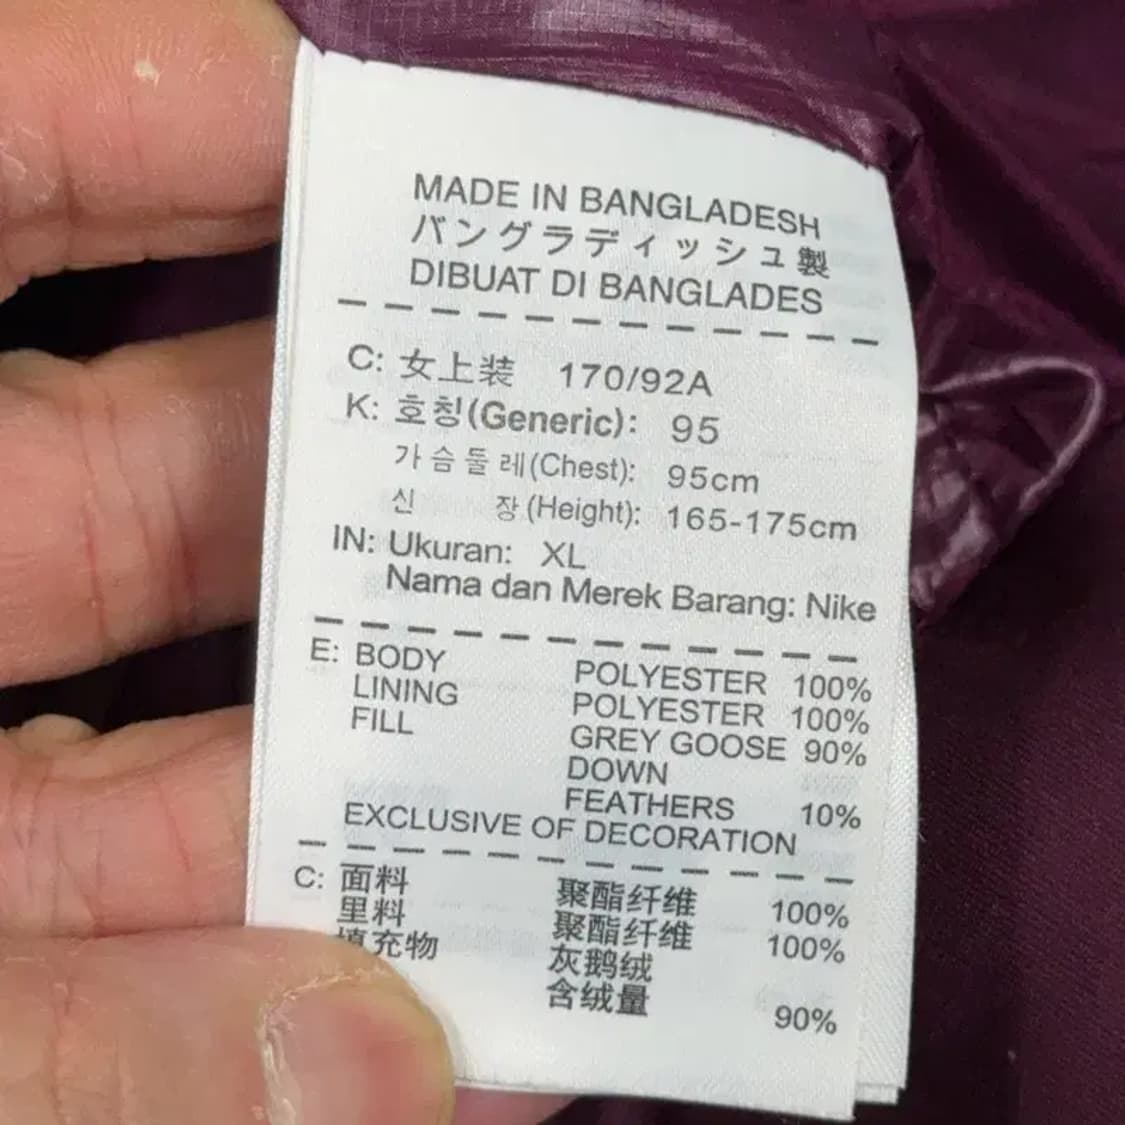 MADE IN BANGLADESH
バングラディッシュ製
DIBUAT DI BANGLADES
C: 女上装 170/92A
K: 호칭(Generic): 95
가슴둘레(Chest): 95cm
신 장(Height): 165-175cm
IN: Ukuran: XL
Nama dan Merek Barang: Nike
E: BODY POLYESTER 100%
LINING POLYESTER 100%
FILL GREY GOOSE 90%
DOWN
FEATHERS 10%
EXCLUSIVE OF DECORATION
C: 面料 聚酯纤维 100%
里料 聚酯纤维 100%
填充物 灰鹅绒
含绒量 90%